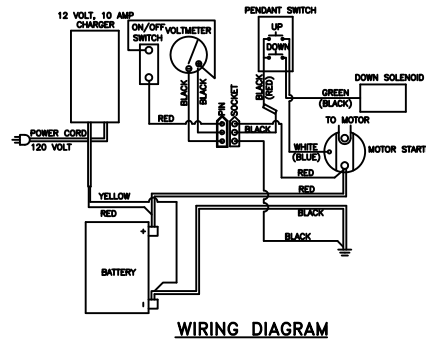 12 VOLT, 10 AMP
CHARGER
ON/OFF
SWITCH
VOLTMETER
PENDANT SWITCH
UP
DOWN
BLACK
BLACK
BLACK
(RED)
PIN
SOCKET
GREEN
(BLACK)
DOWN SOLENOID
TO MOTOR
RED
BLACK
POWER CORD
120 VOLT
WHITE
(BLUE)
MOTOR START
RED
RED
YELLOW
RED
BLACK
+
BLACK
BATTERY
-
WIRING DIAGRAM